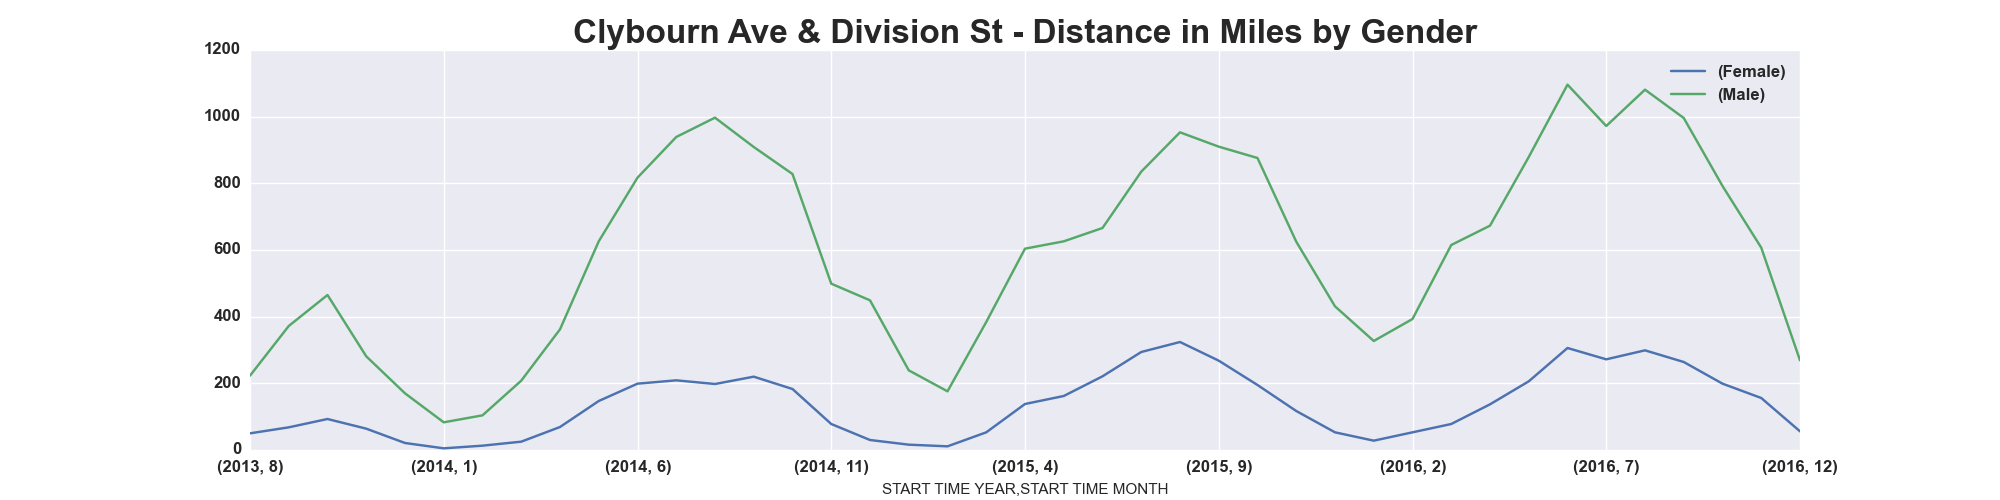 Clybourn Ave & Division St - Distance in Miles by Gender
1200
1000
800
600
400
200
0
(Female)
(Male)
(2013, 8) (2014, 1) (2014, 6) (2014, 11) (2015, 4) (2015, 9) (2016, 2) (2016, 7) (2016, 12)
START TIME YEAR,START TIME MONTH